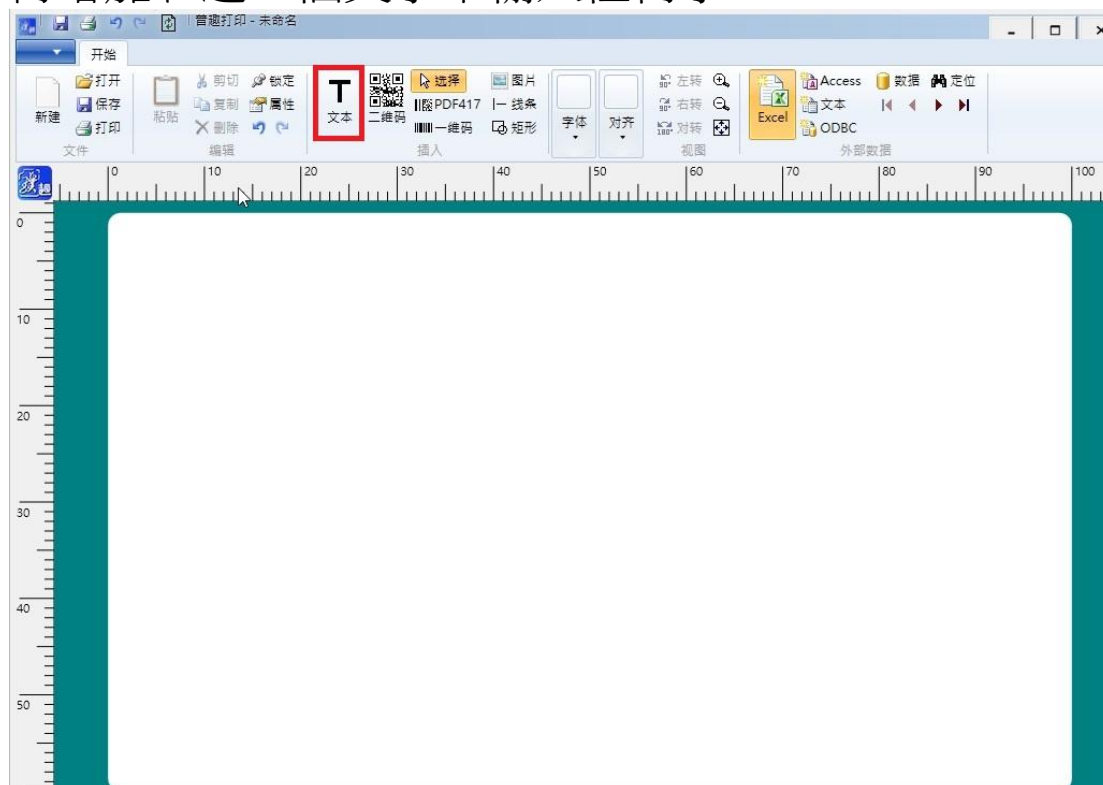 普趣打印 - 未命名
开始
打开 剪切 锁定 选择 图片 左转 Access 数据 定位
新建 保存 粘贴 复制 属性 文本 二维码 PDF417 线条 字体 对齐 右转 Excel 文本
打印 删除 一维码 矩形 对转 ODBC
文件 编辑 插入 视图 外部数据
0 10 20 30 40 50 60 70 80 90 100
0
10
20
30
40
50